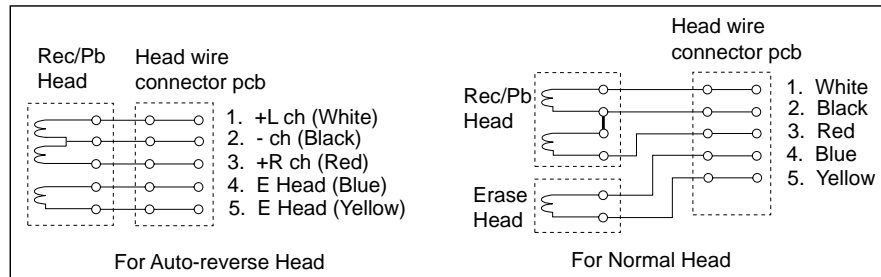 Rec/Pb
Head
Head wire
connector pcb
1. +L ch (White)
2. - ch (Black)
3. +R ch (Red)
4. E Head (Blue)
5. E Head (Yellow)
For Auto-reverse Head
Head wire
connector pcb
Rec/Pb
Head
1. White
2. Black
3. Red
4. Blue
5. Yellow
Erase
Head
For Normal Head